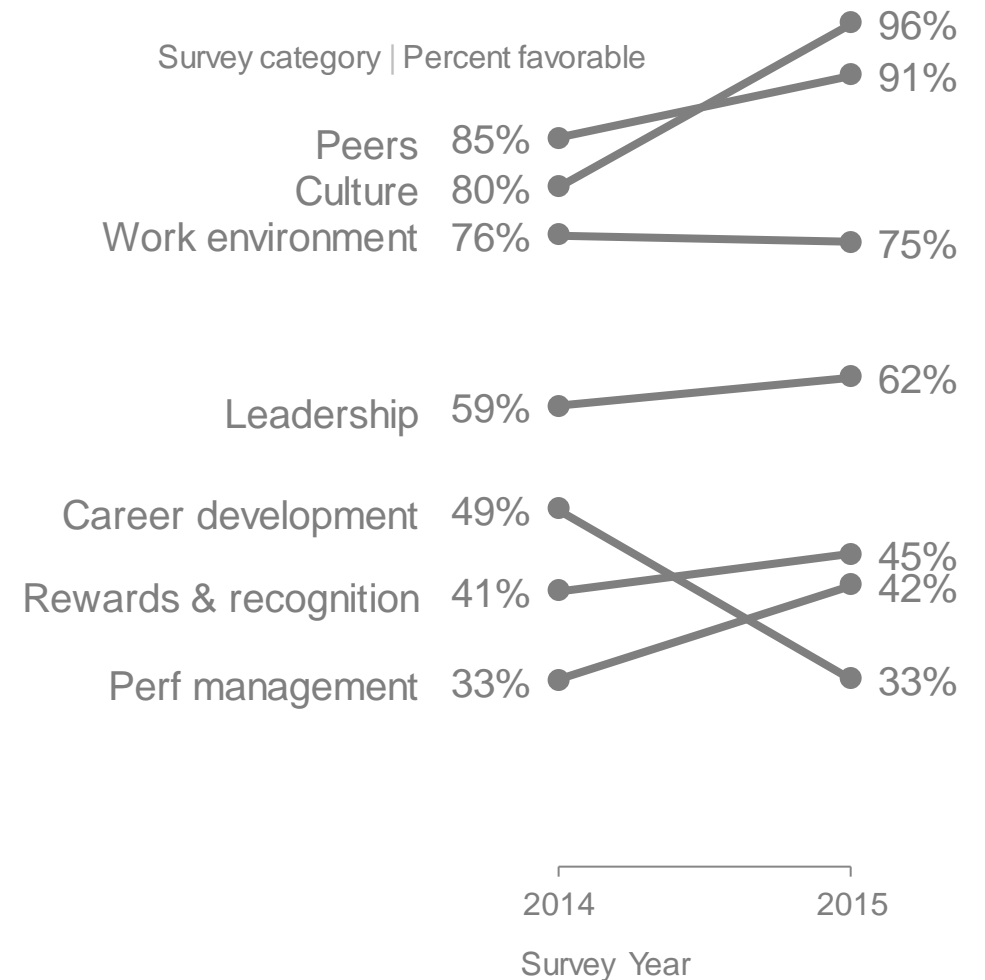 96%
Survey category | Percent favorable
91%
Peers 85%
Culture 80%
Work environment 76% 75%
Leadership 59% 62%
Career development 49%
45%
Rewards & recognition 41% 42%
Perf management 33% 33%
2014 2015
Survey Year